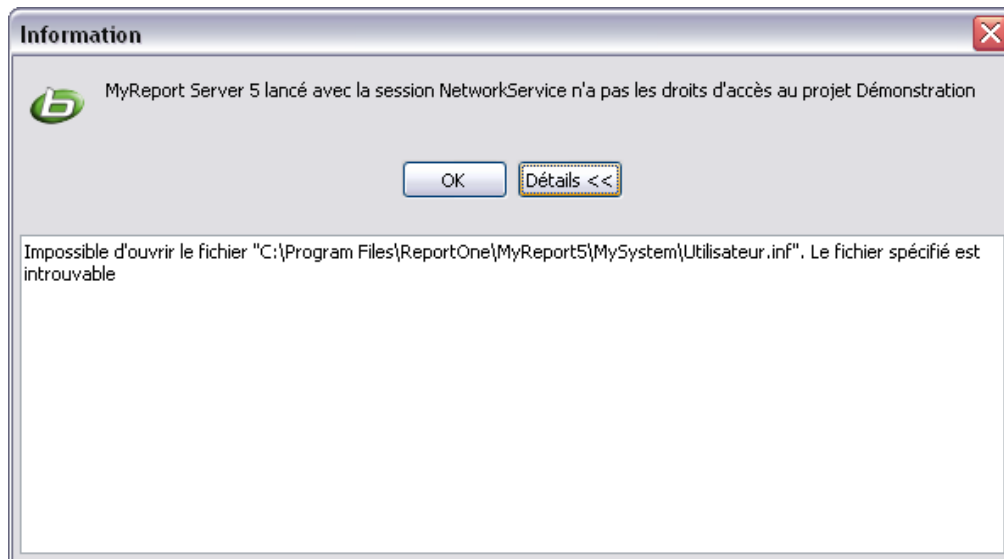 Information
MyReport Server 5 lancé avec la session NetworkService n'a pas les droits d'accès au projet Démonstration
OK
Détails <<
Impossible d'ouvrir le fichier "C:\Program Files\ReportOne\MyReport5\MySystem\Utilisateur.inf". Le fichier spécifié est
introuvable